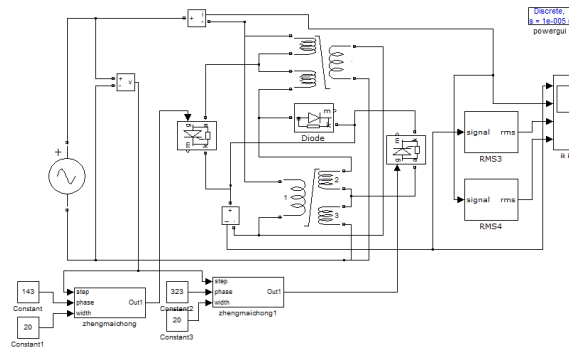 Discrete,
s = 1e-005
powergui
+ i
-
+ v
-
+
m
Diode
E
m
1
2
3
+ i
-
signal rms
RMS3
signal rms
RMS4
ik i
143
Constant
20
Constant1
step
phase Out1
width
zhengmaichong
323
Constant2
20
Constant3
step
phase Out1
width
zhengmaichong1